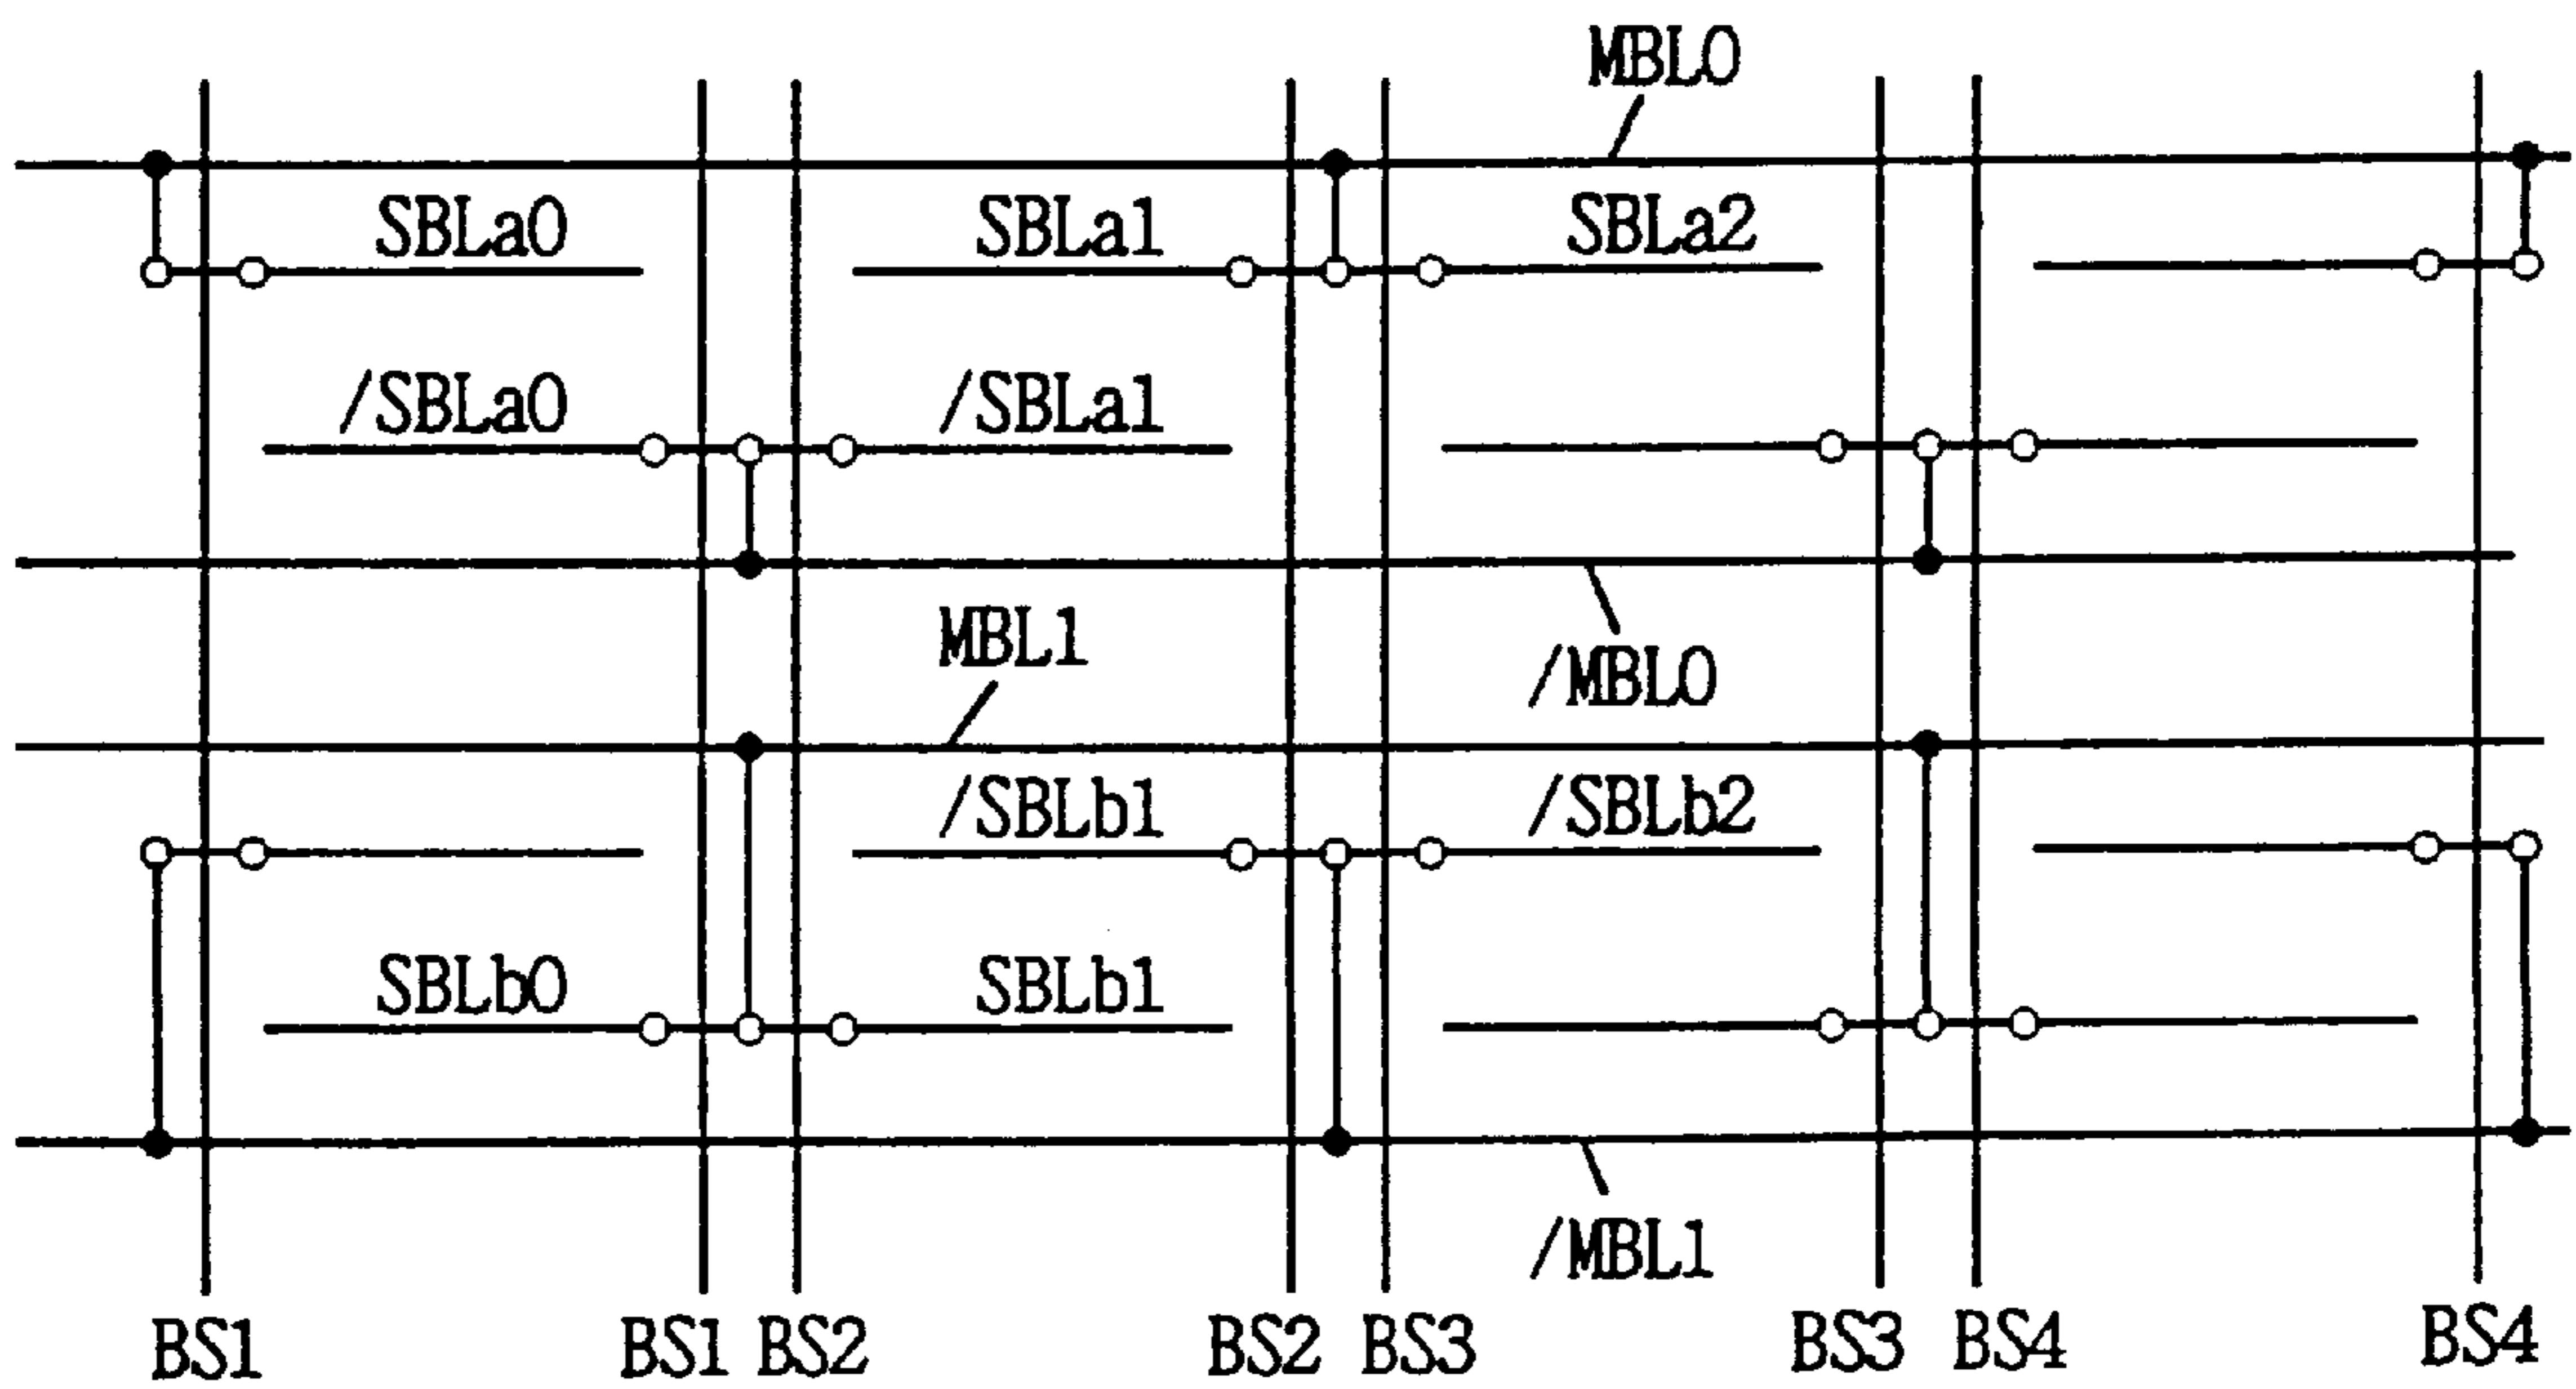 MBL0
SBLa0 SBLa1 SBLa2
/SBLa0 /SBLa1
MBL1 /MBL0
/SBLb1 /SBLb2
SBLb0 SBLb1
/MBL1
BS1 BS1 BS2 BS2 BS3 BS3 BS4 BS4